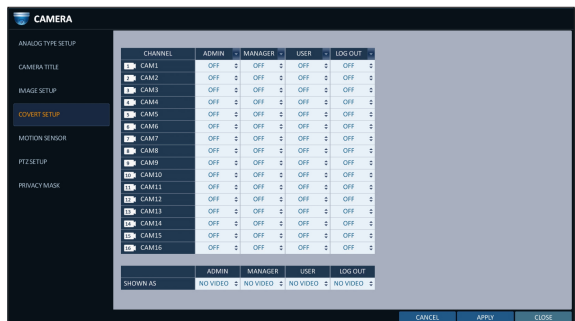 CAMERA
ANALOG TYPE SETUP
CAMERA TITLE
IMAGE SETUP
COVERT SETUP
MOTION SENSOR
PTZ SETUP
PRIVACY MASK
CHANNEL ADMIN MANAGER USER LOG OUT
1 CAM1 OFF OFF OFF OFF
2 CAM2 OFF OFF OFF OFF
3 CAM3 OFF OFF OFF OFF
4 CAM4 OFF OFF OFF OFF
5 CAM5 OFF OFF OFF OFF
6 CAM6 OFF OFF OFF OFF
7 CAM7 OFF OFF OFF OFF
8 CAM8 OFF OFF OFF OFF
9 CAM9 OFF OFF OFF OFF
10 CAM10 OFF OFF OFF OFF
11 CAM11 OFF OFF OFF OFF
12 CAM12 OFF OFF OFF OFF
13 CAM13 OFF OFF OFF OFF
14 CAM14 OFF OFF OFF OFF
15 CAM15 OFF OFF OFF OFF
16 CAM16 OFF OFF OFF OFF
ADMIN MANAGER USER LOG OUT
SHOWN AS NO VIDEO NO VIDEO NO VIDEO NO VIDEO
CANCEL APPLY CLOSE